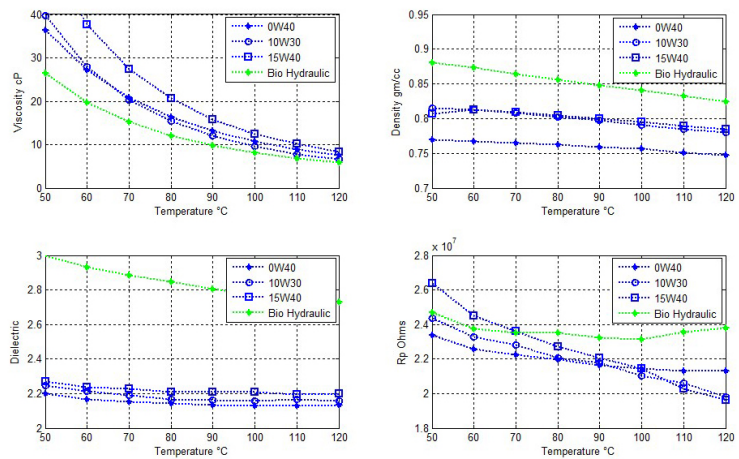 40
30
20
10
0
Viscosity cP
0W40
10W30
15W40
Bio Hydraulic
50 60 70 80 90 100 110 120
Temperature °C
0.95
0.9
0.85
0.8
0.75
0.7
Density gm/cc
0W40
10W30
15W40
Bio Hydraulic
50 60 70 80 90 100 110 120
Temperature °C
3
2.8
2.6
2.4
2.2
2
Dielectric
0W40
10W30
15W40
Bio Hydraulic
50 60 70 80 90 100 110 120
Temperature °C
x 10^7
2.8
2.6
2.4
2.2
2
1.8
Rp Ohms
0W40
10W30
15W40
Bio Hydraulic
50 60 70 80 90 100 110 120
Temperature °C